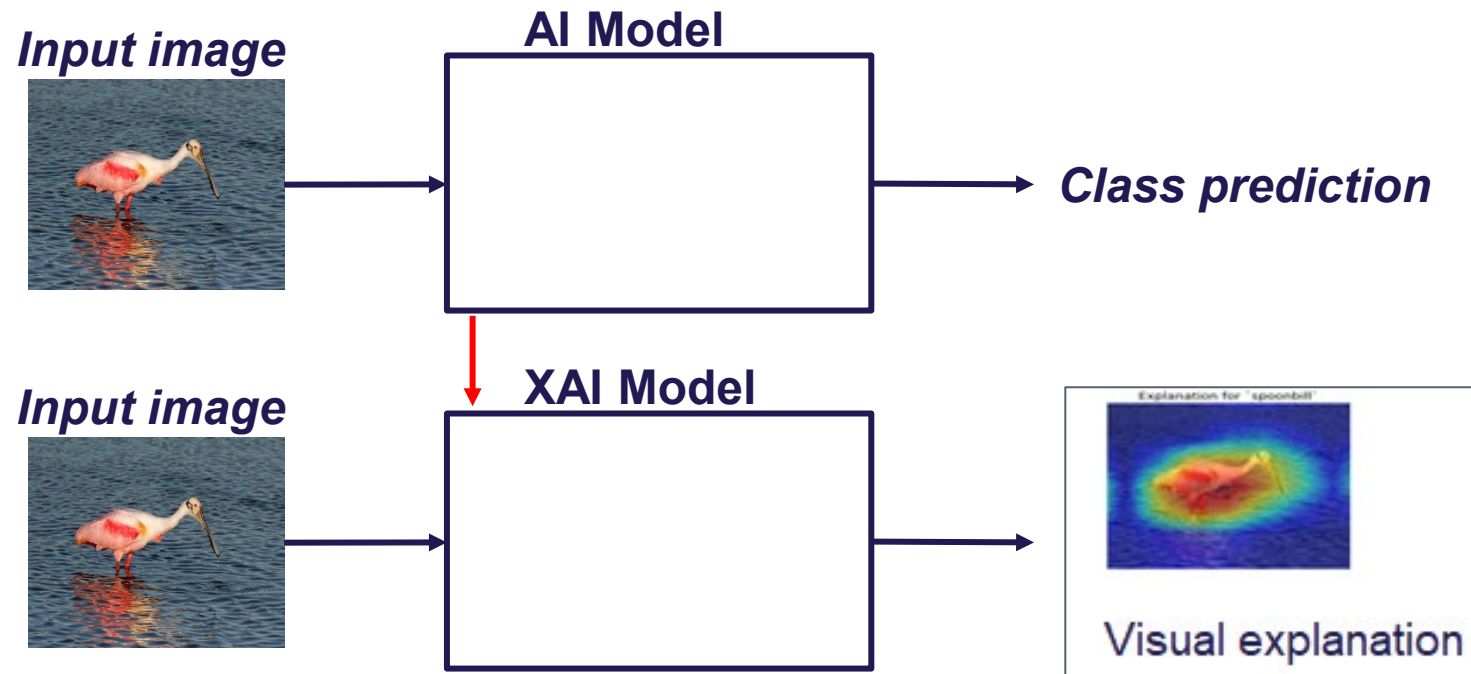 AI Model
Input image
Class prediction
XAI Model
Input image
Explanation for "spoonbill"
Visual explanation